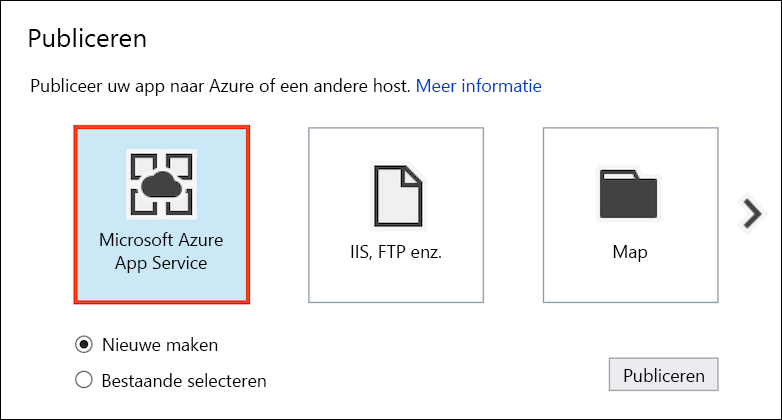 Publiceren
Publiceer uw app naar Azure of een andere host. Meer informatie
Microsoft Azure
App Service
IIS, FTP enz.
Map
Nieuwe maken
Bestaande selecteren
Publiceren